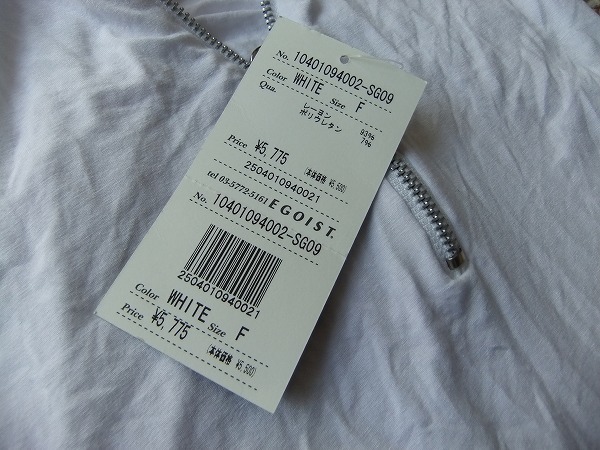 No. 10401094002-SG09
Color WHITE Size F
Qua.
レーヨン 93%
ポリウレタン 7%
Price ¥5,775 (本体価格 ¥5,500)
2504010940021
tel 03-5772-5161 EGOIST.
No. 10401094002-SG09
2504010940021
Color WHITE Size F
Price ¥5,775 (本体価格 ¥5,500)